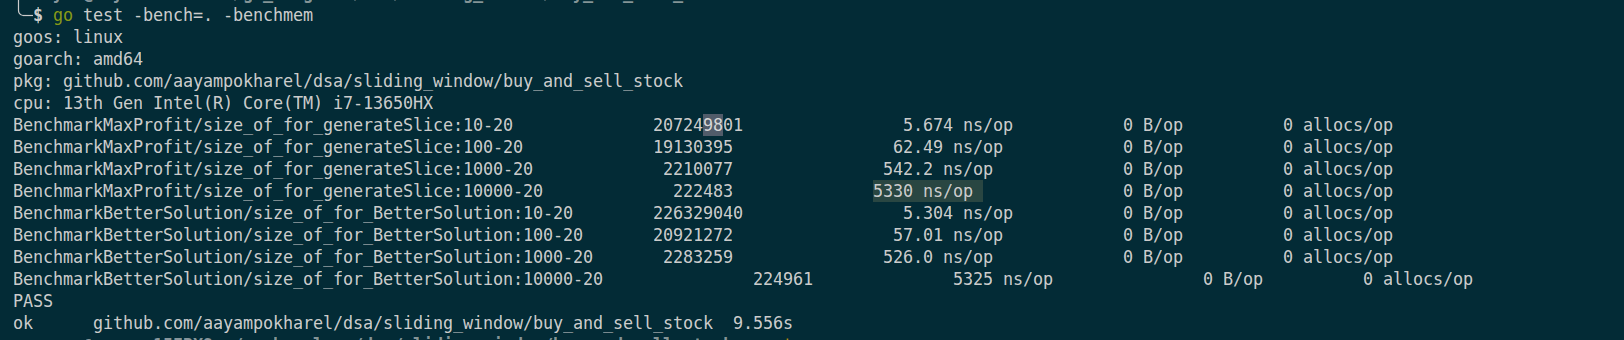 $ go test -bench=. -benchmem
goos: linux
goarch: amd64
pkg: github.com/aayampokharel/dsa/sliding_window/buy_and_sell_stock
cpu: 13th Gen Intel(R) Core(TM) i7-13650HX
BenchmarkMaxProfit/size_of_for_generateSlice:10-20 207249801 5.674 ns/op 0 B/op 0 allocs/op
BenchmarkMaxProfit/size_of_for_generateSlice:100-20 19130395 62.49 ns/op 0 B/op 0 allocs/op
BenchmarkMaxProfit/size_of_for_generateSlice:1000-20 2210077 542.2 ns/op 0 B/op 0 allocs/op
BenchmarkMaxProfit/size_of_for_generateSlice:10000-20 222483 5330 ns/op 0 B/op 0 allocs/op
BenchmarkBetterSolution/size_of_for_BetterSolution:10-20 226329040 5.304 ns/op 0 B/op 0 allocs/op
BenchmarkBetterSolution/size_of_for_BetterSolution:100-20 20921272 57.01 ns/op 0 B/op 0 allocs/op
BenchmarkBetterSolution/size_of_for_BetterSolution:1000-20 2283259 526.0 ns/op 0 B/op 0 allocs/op
BenchmarkBetterSolution/size_of_for_BetterSolution:10000-20 224961 5325 ns/op 0 B/op 0 allocs/op
PASS
ok github.com/aayampokharel/dsa/sliding_window/buy_and_sell_stock 9.556s